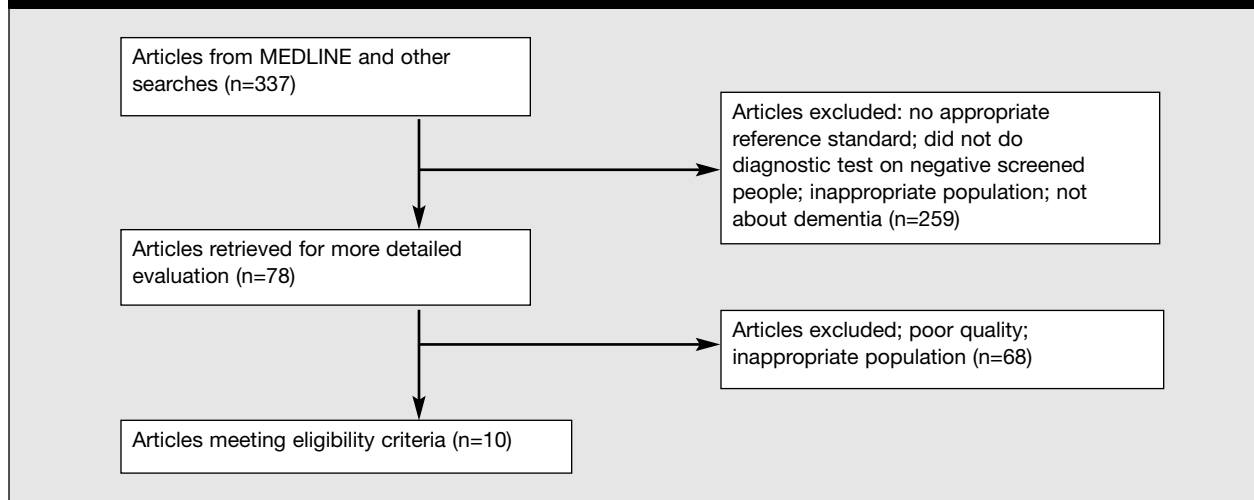 Articles from MEDLINE and other
searches (n=337)
Articles excluded: no appropriate
reference standard; did not do
diagnostic test on negative screened
people; inappropriate population; not
about dementia (n=259)
Articles retrieved for more detailed
evaluation (n=78)
Articles excluded; poor quality;
inappropriate population (n=68)
Articles meeting eligibility criteria (n=10)